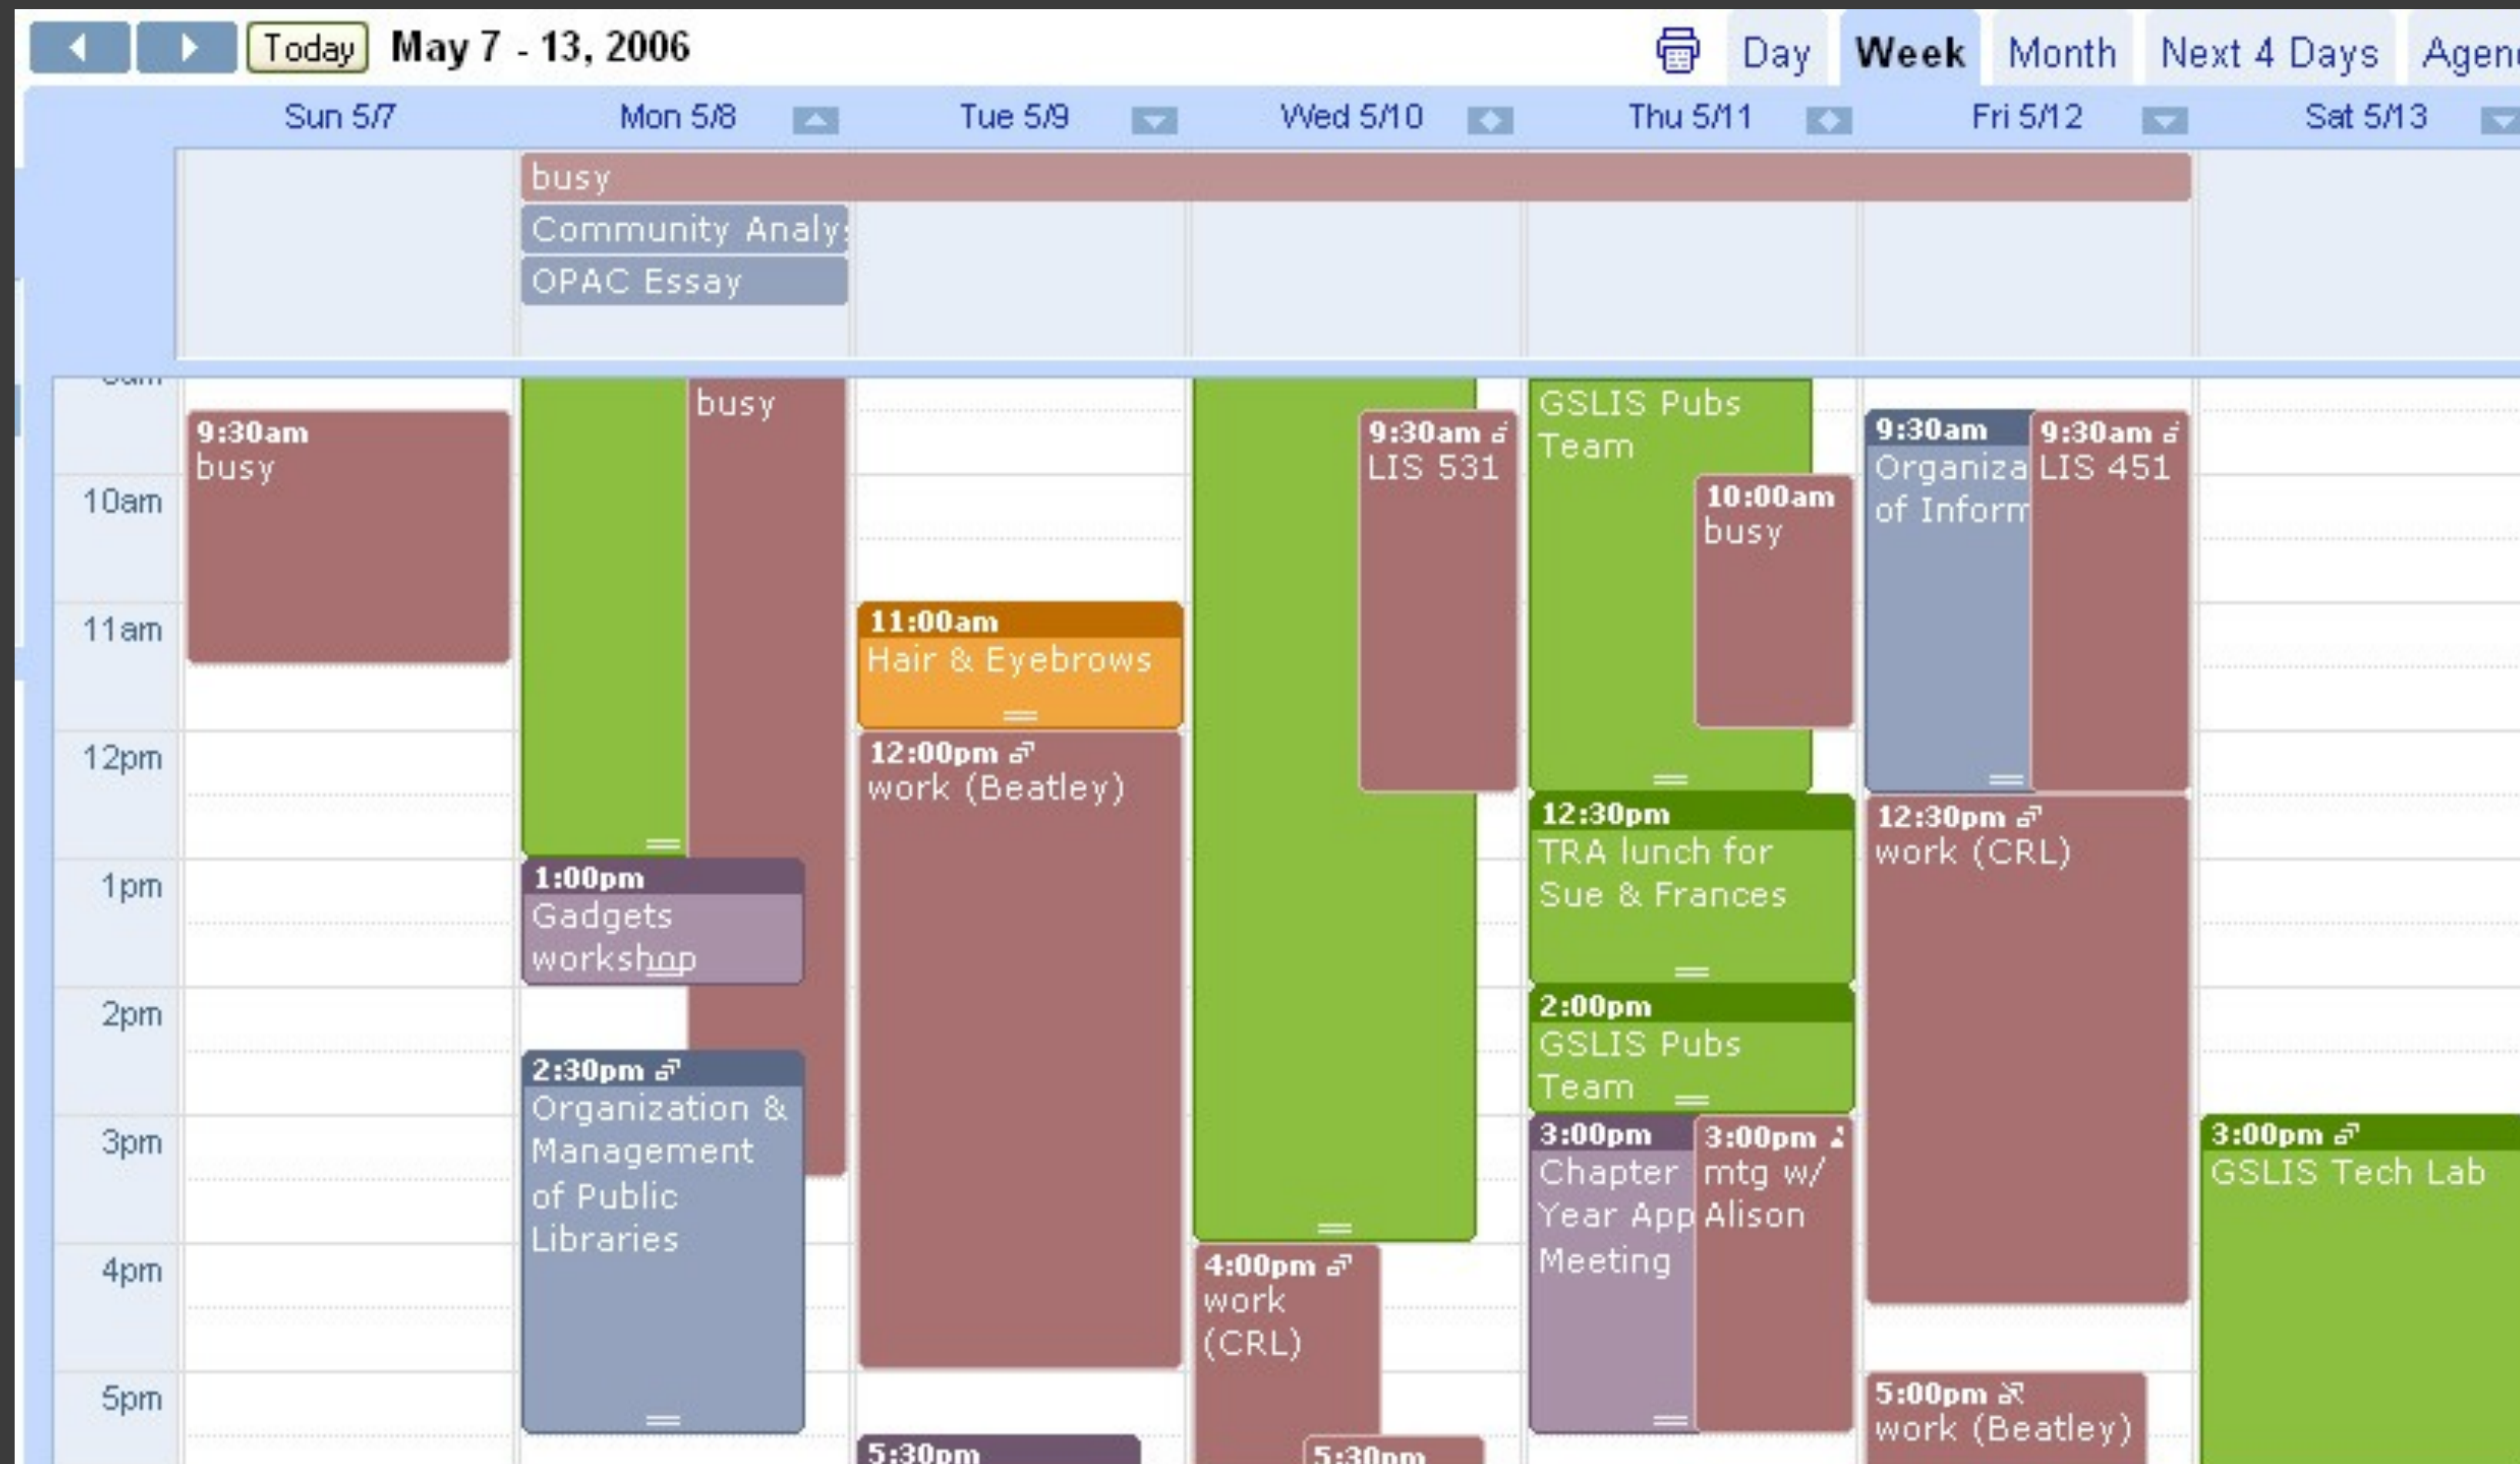 Today May 7 - 13, 2006
Day Week Month Next 4 Days
Sun 5/7 Mon 5/8 Tue 5/9 Wed 5/10 Thu 5/11 Fri 5/12 Sat 5/13
busy
Community
OPAC Essay
10am
11am
12pm
1pm
2pm
3pm
4pm
5pm
9:30am
busy
busy
1:00pm
Gadgets
workshop
2:30pm
Organization &
Management
of Public
Libraries
11:00am
Hair & Eyebrows
12:00pm
work (Beatley)
5:30pm
9:30am
LIS 531
4:00pm
work
(CRL)
5:30pm
GSLIS Pubs
Team
10:00am
busy
12:30pm
TRA lunch for
Sue & Frances
2:00pm
GSLIS Pubs
Team
3:00pm
Chapter
Year App
Meeting
3:00pm
mtg w/
Alison
9:30am
Organiza
of Inform
9:30am
LIS 451
12:30pm
work (CRL)
5:00pm
work (Beatley)
3:00pm
GSLIS Tech Lab